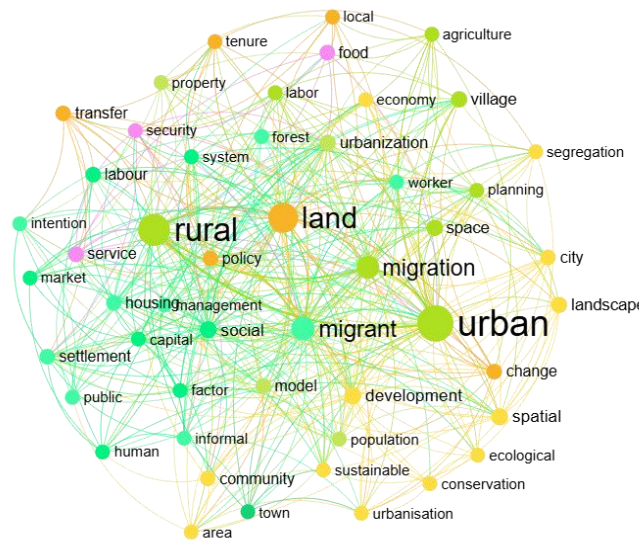 local
tenure
food
agriculture
property
labor
economy
village
transfer
security
forest
urbanization
system
segregation
labour
worker
planning
intention
rural
land
space
service
policy
migration
city
market
housing
management
landscape
capital
social
migrant
urban
settlement
change
public
factor
model
development
spatial
human
informal
population
community
sustainable
ecological
conservation
town
urbanisation
area